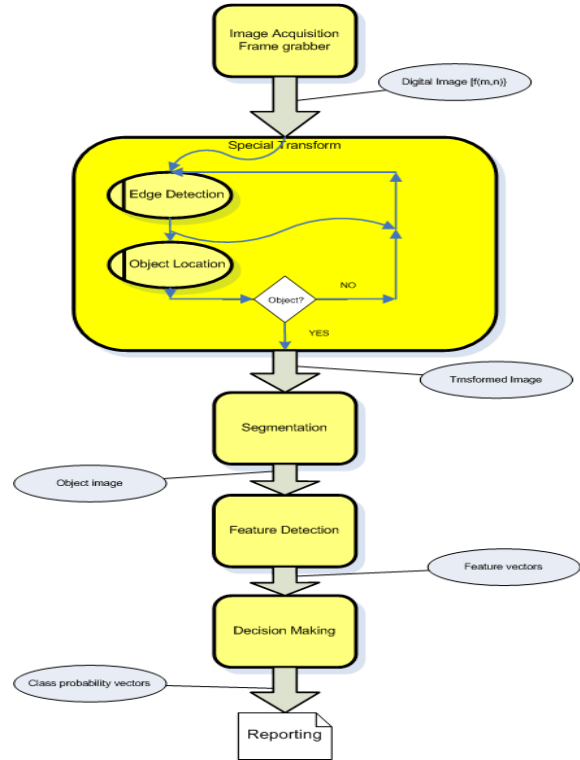 Image Acquisition
Frame grabber
Digital Image [f(m,n)}
Special Transform
Edge Detection
Object Location
Object?
NO
YES
Trnsformed Image
Segmentation
Object image
Feature Detection
Feature vectors
Decision Making
Class probability vectors
Reporting